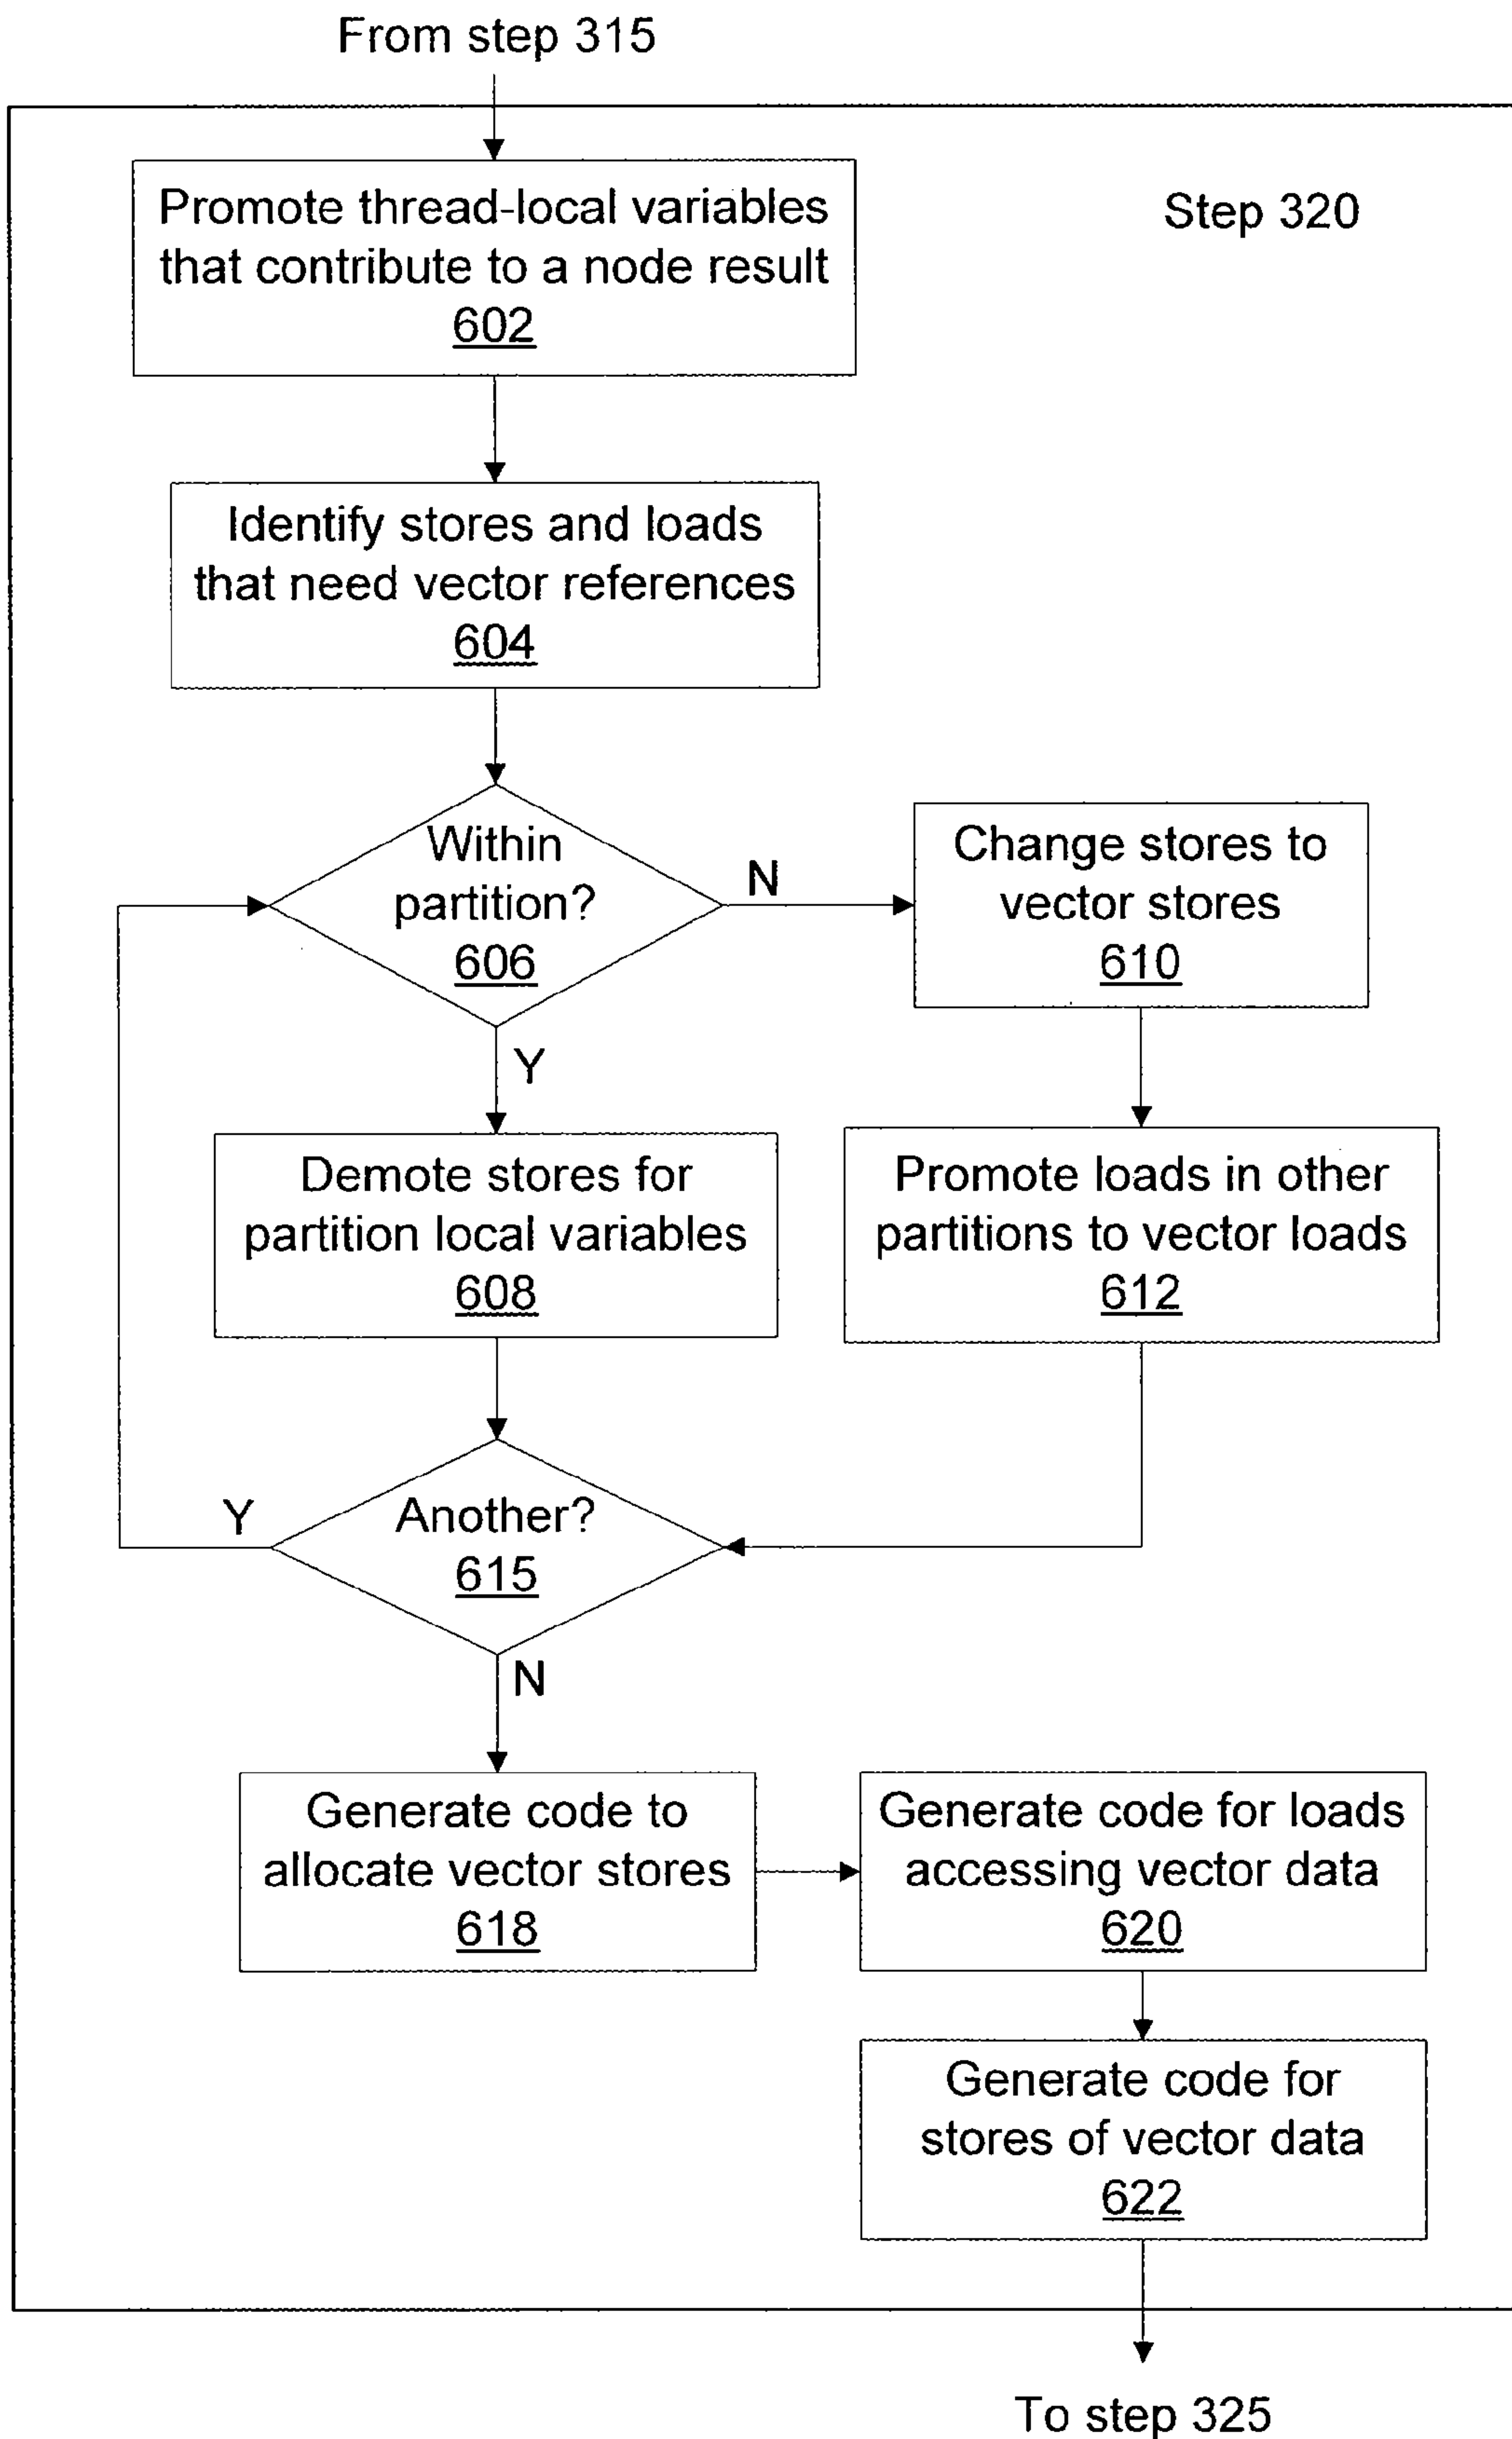 From step 315
Step 320
Promote thread-local variables
that contribute to a node result
602
Identify stores and loads
that need vector references
604
Within
partition?
606
N
Y
Change stores to
vector stores
610
Demote stores for
partition local variables
608
Promote loads in other
partitions to vector loads
612
Another?
615
Y
N
Generate code to
allocate vector stores
618
Generate code for loads
accessing vector data
620
Generate code for
stores of vector data
622
To step 325